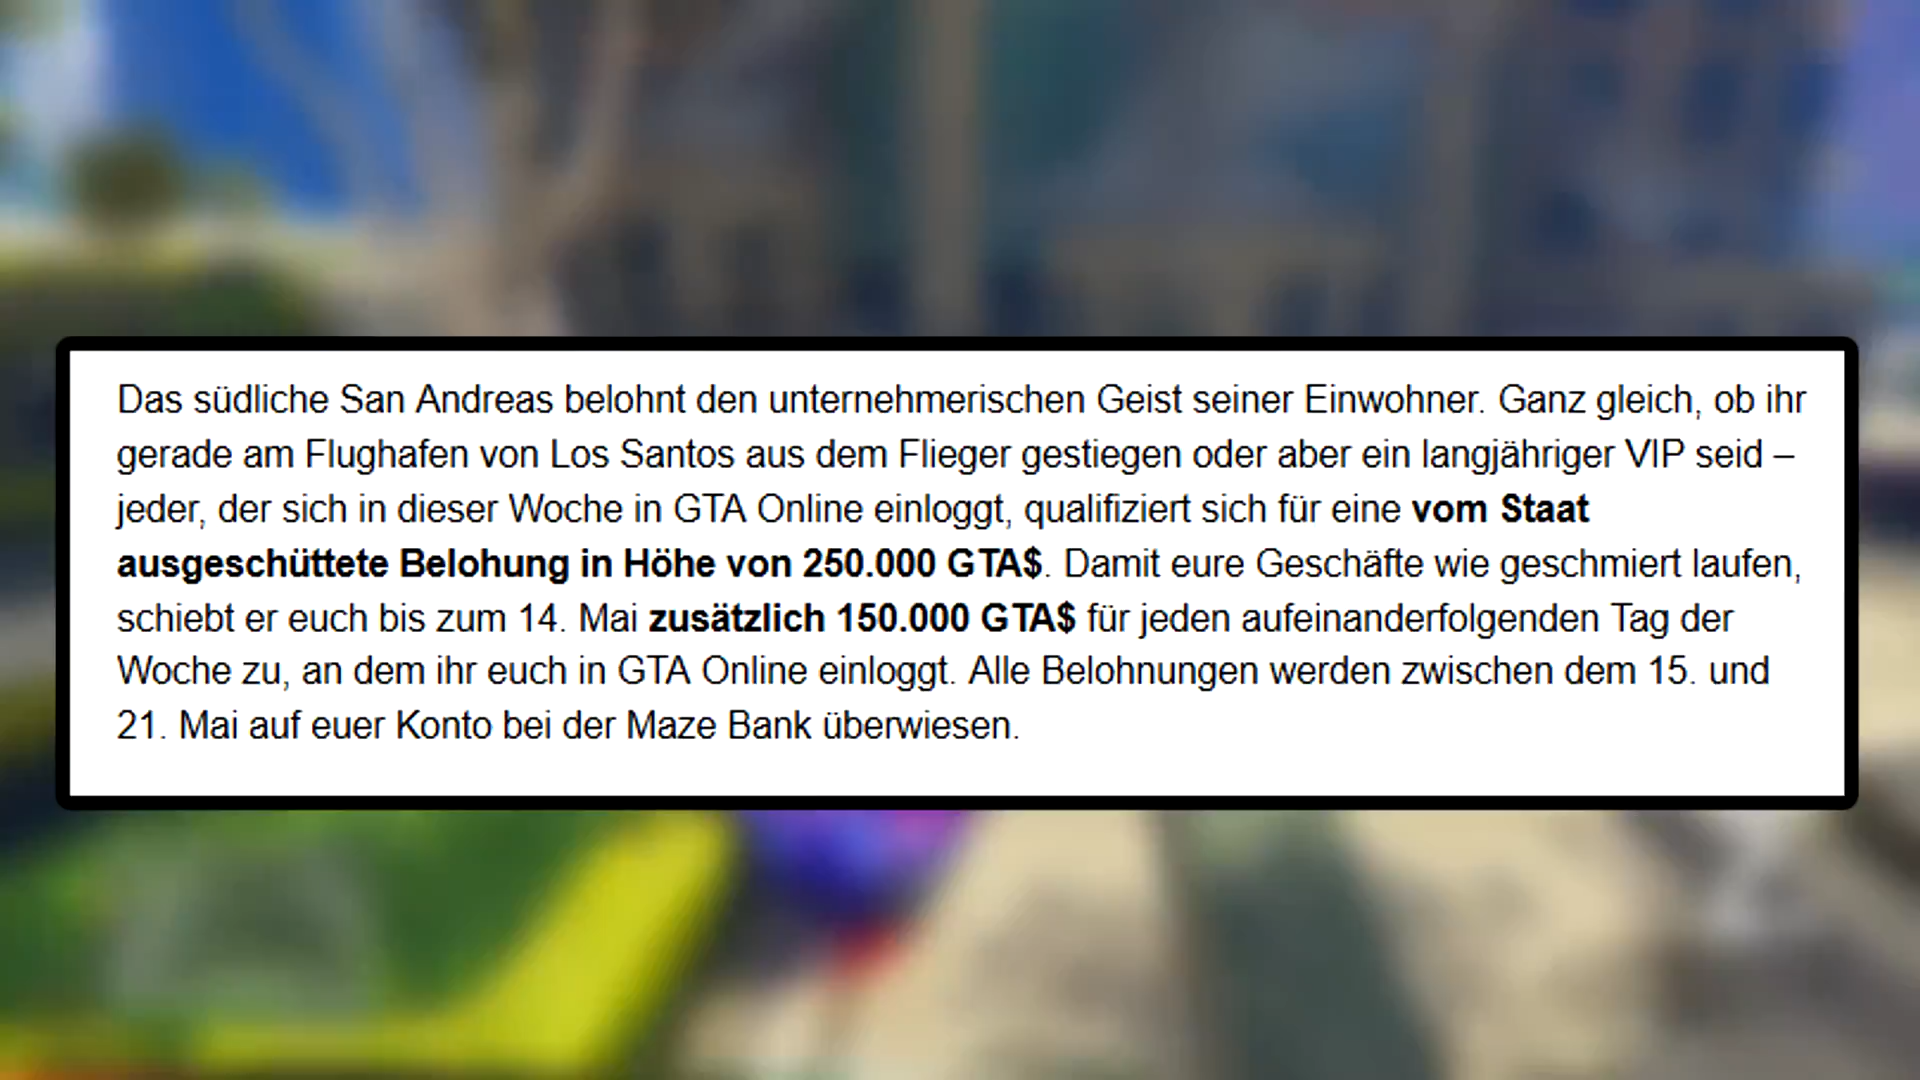 Das südliche San Andreas belohnt den unternehmerischen Geist seiner Einwohner. Ganz gleich, ob ihr
gerade am Flughafen von Los Santos aus dem Flieger gestiegen oder aber ein langjähriger VIP seid –
jeder, der sich in dieser Woche in GTA Online einloggt, qualifiziert sich für eine vom Staat
ausgeschüttete Belohung in Höhe von 250.000 GTA$. Damit eure Geschäfte wie geschmiert laufen,
schiebt er euch bis zum 14. Mai zusätzlich 150.000 GTA$ für jeden aufeinanderfolgenden Tag der
Woche zu, an dem ihr euch in GTA Online einloggt. Alle Belohnungen werden zwischen dem 15. und
21. Mai auf euer Konto bei der Maze Bank überwiesen.